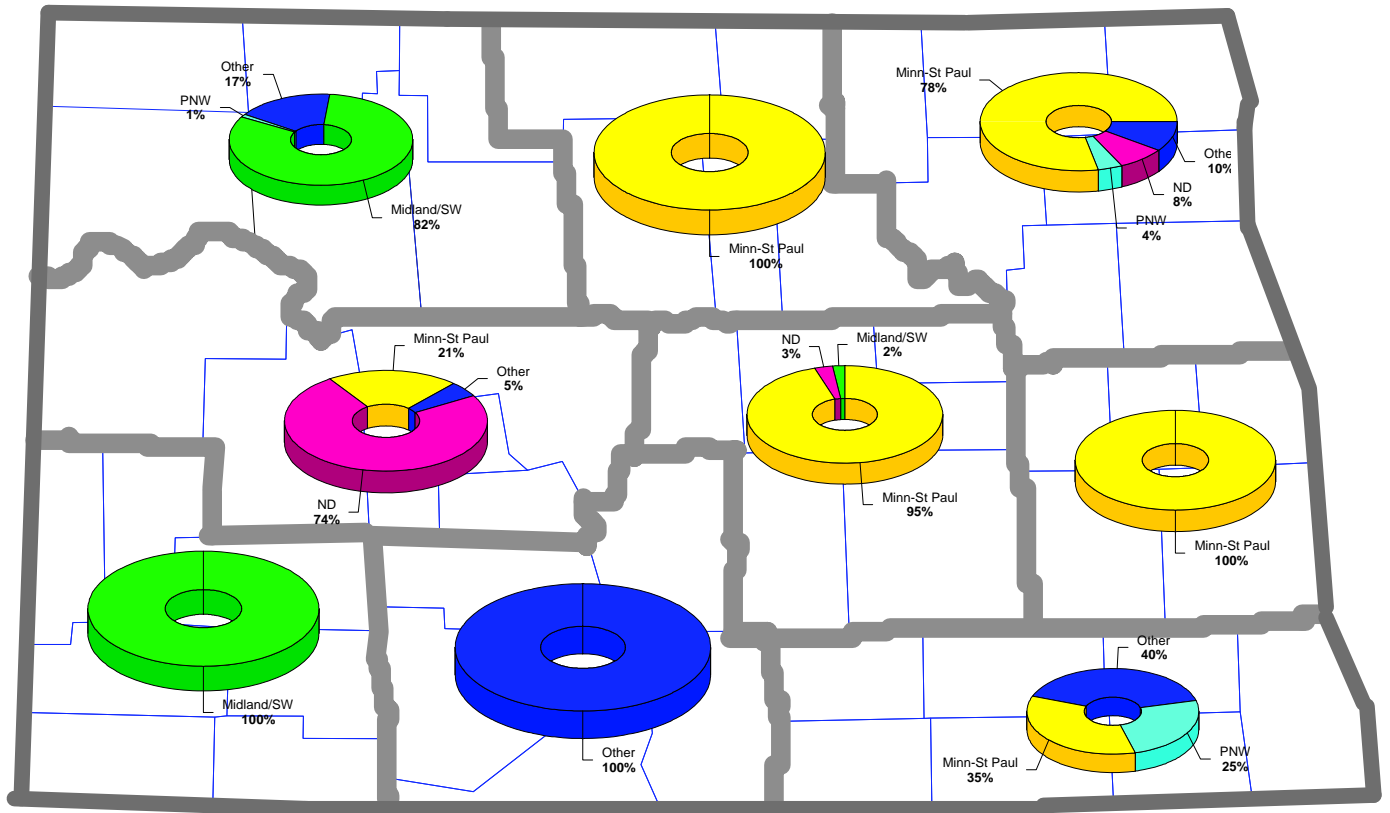 Other
17%
PNW
1%
Midland/SW
82%
Minn-St Paul
100%
Minn-St Paul
78%
Othe
10%
ND
8%
PNW
4%
Minn-St Paul
21%
Other
5%
ND
74%
ND
3%
Midland/SW
2%
Minn-St Paul
95%
Minn-St Paul
100%
Midland/SW
100%
Other
100%
Other
40%
Minn-St Paul
35%
PNW
25%